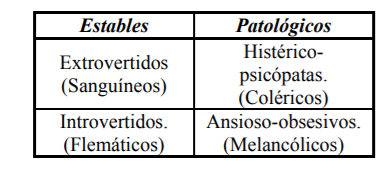 Estables
Patológicos
Extrovertidos
(Sanguíneos)
Histérico-
psicópatas.
(Coléricos)
Introvertidos.
(Flemáticos)
Ansioso-obsesivos.
(Melancólicos)